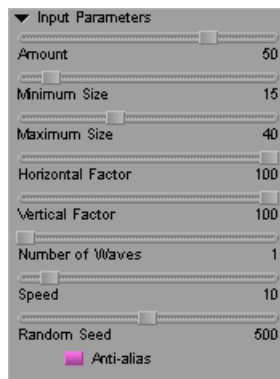 Input Parameters
Amount 50
Minimum Size 15
Maximum Size 40
Horizontal Factor 100
Vertical Factor 100
Number of Waves 1
Speed 10
Random Seed 500
Anti-alias